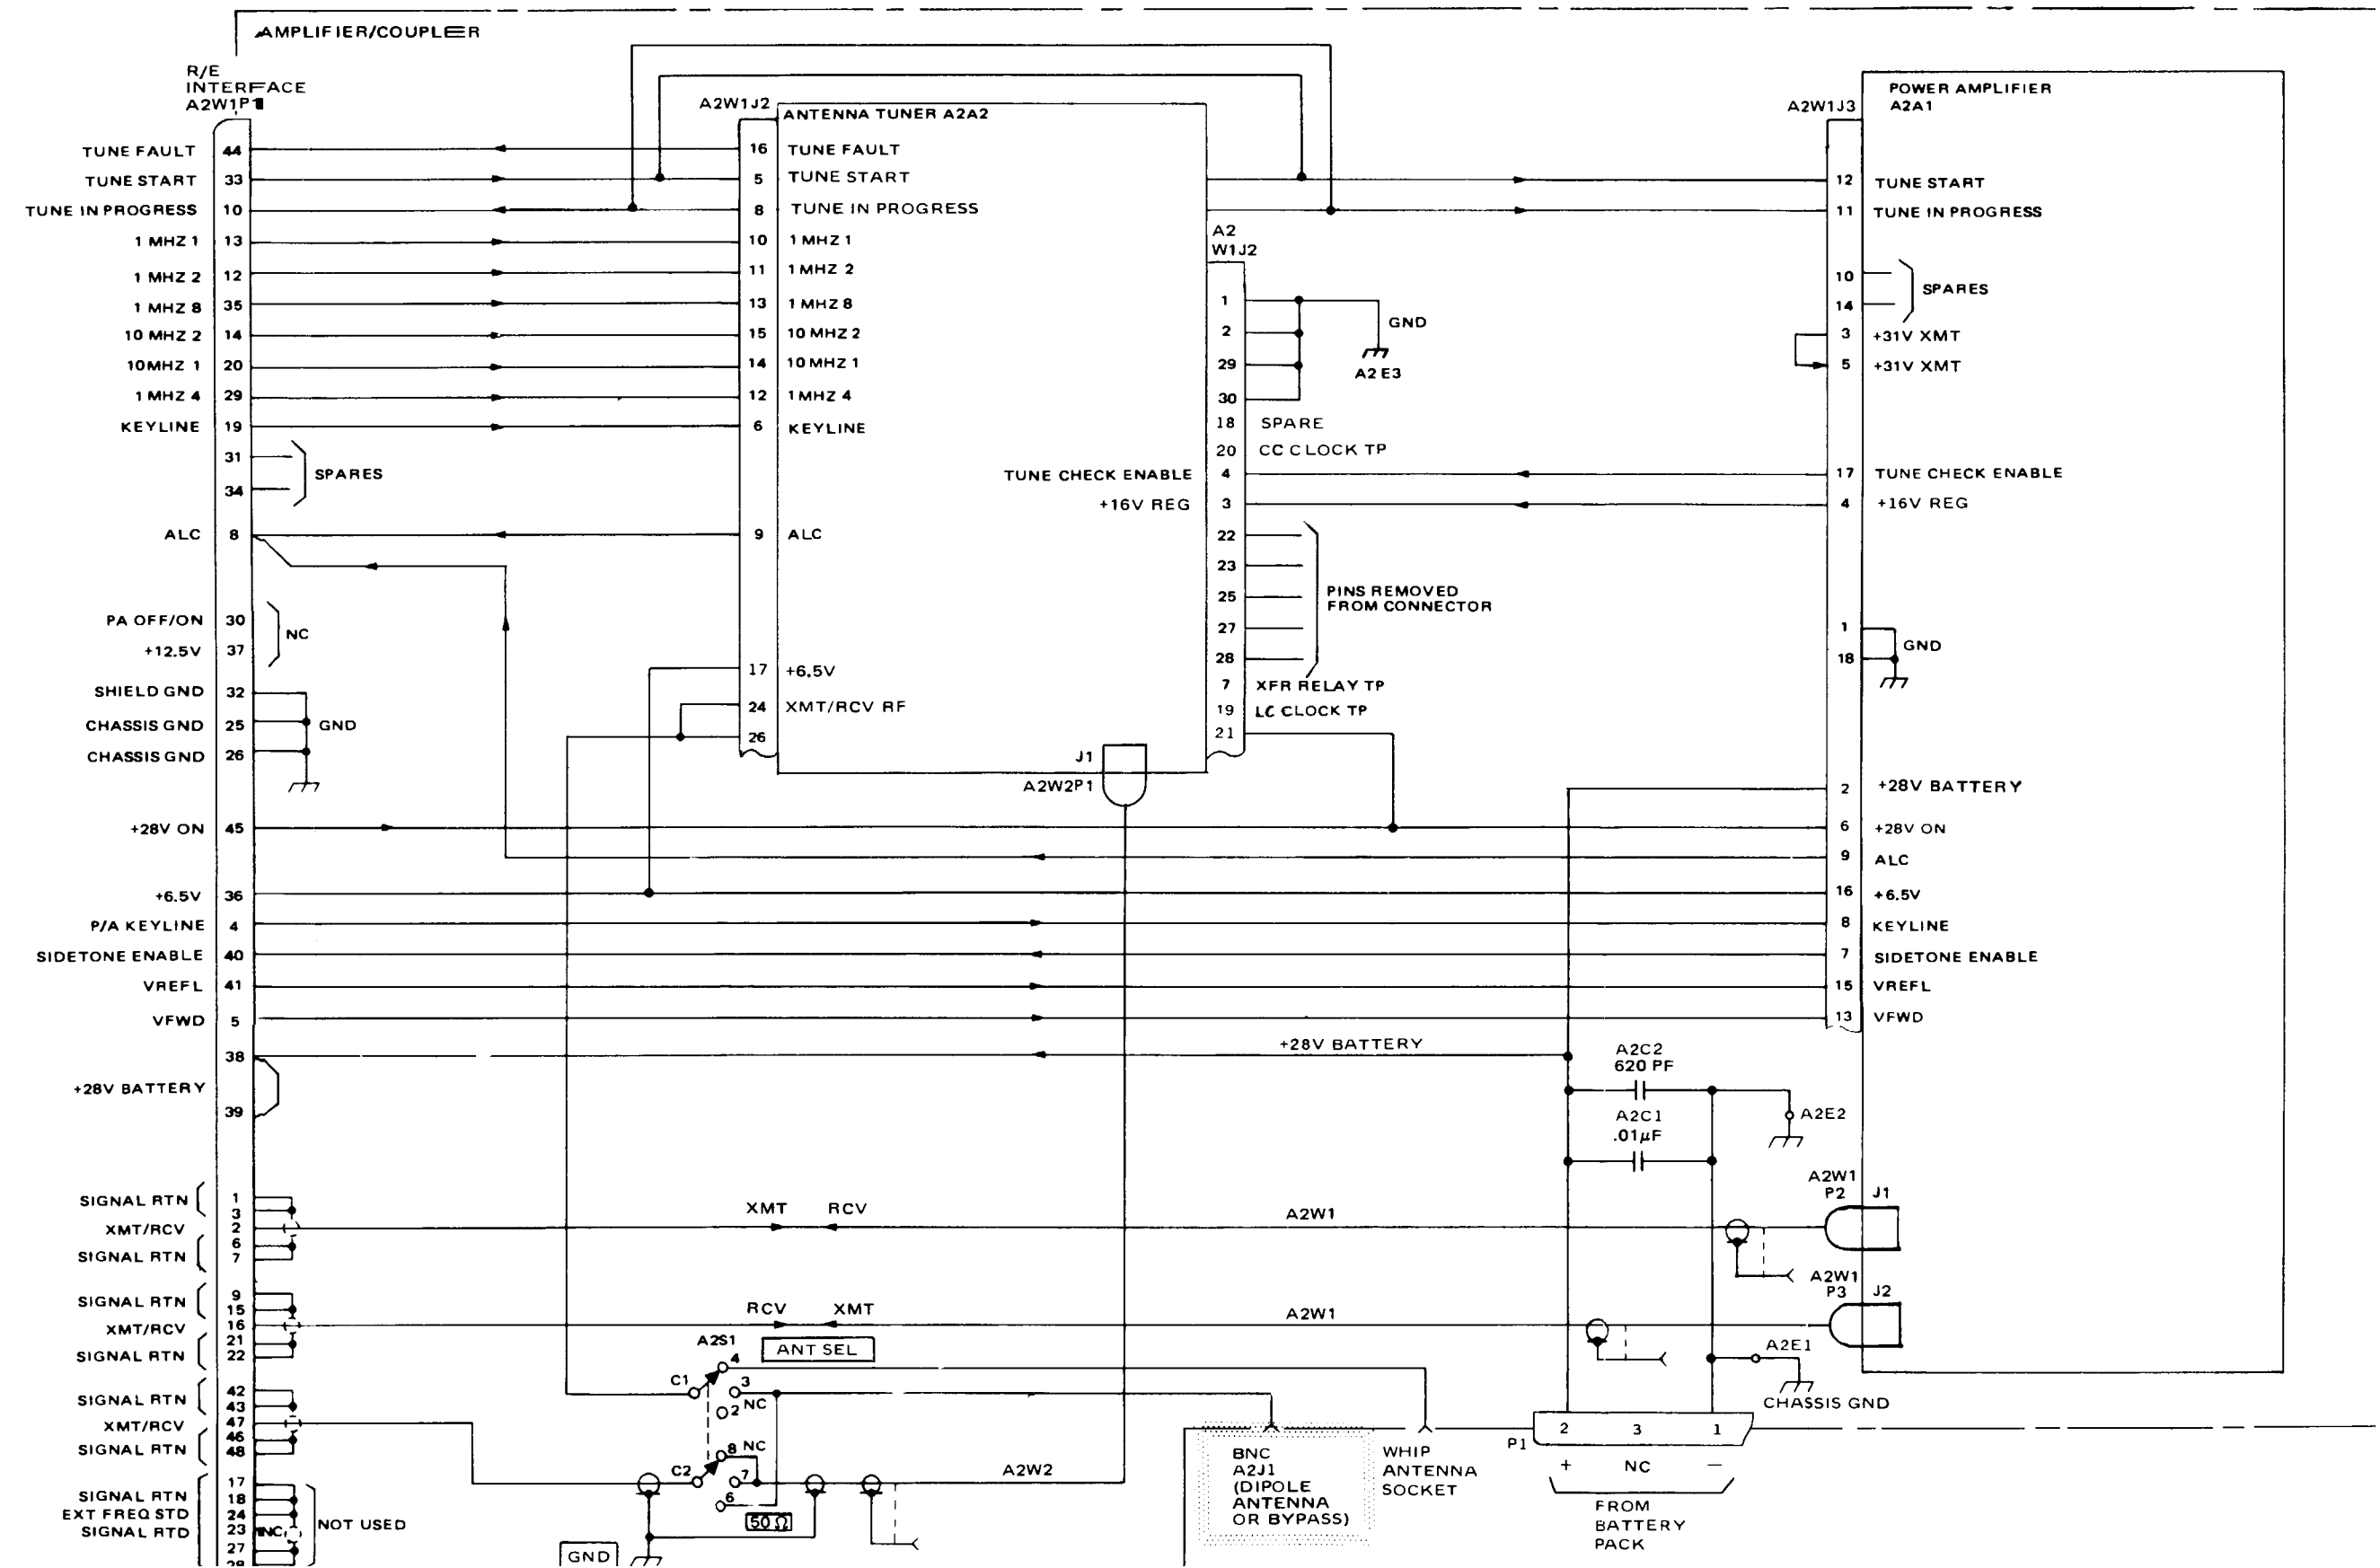 AMPLIFIER/COUPLER
R/E
INTERFACE
A2W1P1
TUNE FAULT 44
TUNE START 33
TUNE IN PROGRESS 10
1 MHZ 1 13
1 MHZ 2 12
1 MHZ 8 35
10 MHZ 2 14
10MHZ 1 20
1 MHZ 4 29
KEYLINE 19
31
34
SPARES
ALC 8
PA OFF/ON 30
+12.5V 37
NC
SHIELD GND 32
CHASSIS GND 25
CHASSIS GND 26
GND
+28V ON 45
+6.5V 36
P/A KEYLINE 4
SIDETONE ENABLE 40
VREFL 41
VFWD 5
38
+28V BATTERY
39
SIGNAL RTN
1
3
XMT/RCV 2
6
SIGNAL RTN
7
9
SIGNAL RTN
15
XMT/RCV 16
21
SIGNAL RTN
22
42
SIGNAL RTN
43
XMT/RCV 47
46
SIGNAL RTN
48
17
SIGNAL RTN 18
EXT FREQ STD 24
SIGNAL RTD 23
NC
27
28
NOT USED
A2W1J2
ANTENNA TUNER A2A2
16 TUNE FAULT
5 TUNE START
8 TUNE IN PROGRESS
10 1 MHZ 1
11 1 MHZ 2
13 1 MHZ 8
15 10 MHZ 2
14 10 MHZ 1
12 1 MHZ 4
6 KEYLINE
9 ALC
17 +6.5V
24 XMT/RCV RF
26
A2
W1J2
1
2
29
30
GND
A2E3
18 SPARE
20 CC CLOCK TP
TUNE CHECK ENABLE 4
+16V REG 3
22
23
25
27
28
PINS REMOVED
FROM CONNECTOR
7 XFR RELAY TP
19 LC CLOCK TP
21
J1
A2W2P1
A2W1J3
POWER AMPLIFIER
A2A1
12 TUNE START
11 TUNE IN PROGRESS
10
14
SPARES
3 +31V XMT
5 +31V XMT
17 TUNE CHECK ENABLE
4 +16V REG
1
18
GND
2 +28V BATTERY
6 +28V ON
9 ALC
16 +6.5V
8 KEYLINE
7 SIDETONE ENABLE
15 VREFL
13 VFWD
+28V BATTERY
A2C2
620 PF
A2C1
.01μF
A2E2
XMT RCV
A2W1
A2W1
P2 J1
RCV XMT
A2W1
A2W1
P3 J2
A2E1
CHASSIS GND
A2S1
ANT SEL
C1
4
3
NC
2
8 NC
C2
7
6
50 Ω
A2W2
GND
BNC
A2J1
(DIPOLE
ANTENNA
OR BYPASS)
WHIP
ANTENNA
SOCKET
P1
2 3 1
+ NC −
FROM
BATTERY
PACK